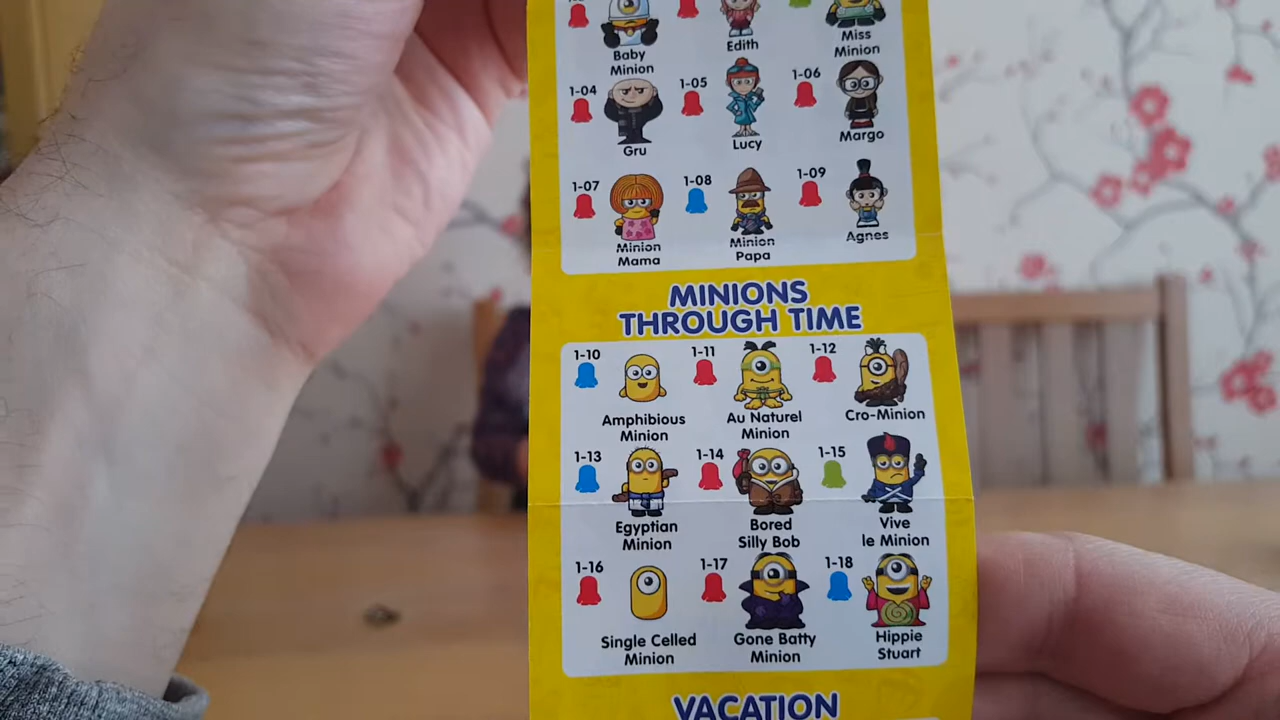 Baby
Minion
Edith
Miss
Minion
1-04
Gru
1-05
Lucy
1-06
Margo
1-07
Minion
Mama
1-08
Minion
Papa
1-09
Agnes
MINIONS
THROUGH TIME
1-10
Amphibious
Minion
1-11
Au Naturel
Minion
1-12
Cro-Minion
1-13
Egyptian
Minion
1-14
Bored
Silly Bob
1-15
Vive
le Minion
1-16
Single Celled
Minion
1-17
Gone Batty
Minion
1-18
Hippie
Stuart
VACATION